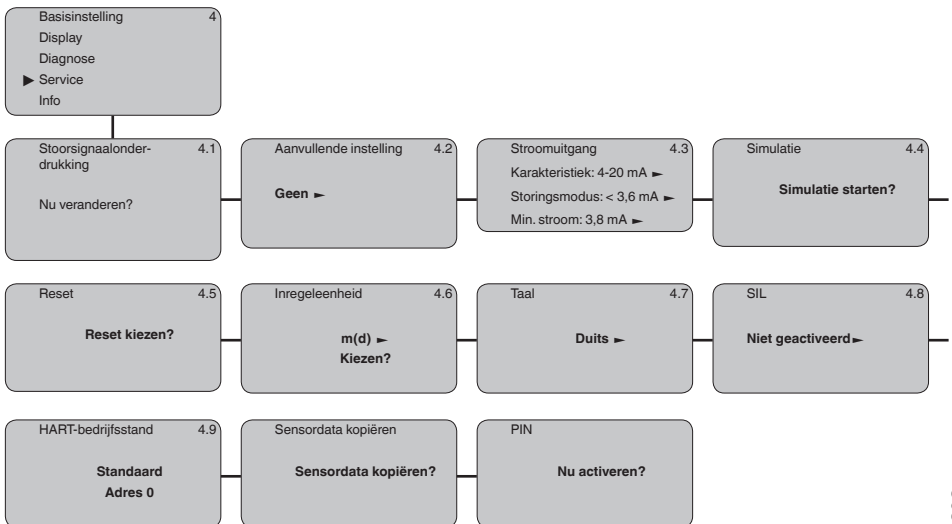 Basisinstelling 4
Display
Diagnose
▶ Service
Info
Stoorsignaalonder- 4.1
drukking
Nu veranderen?
Aanvullende instelling 4.2
Geen ►
Stroomuitgang 4.3
Karakteristiek: 4-20 mA ►
Storingsmodus: < 3,6 mA ►
Min. stroom: 3,8 mA ►
Simulatie 4.4
Simulatie starten?
Reset 4.5
Reset kiezen?
Inregeleenheid 4.6
m(d) ►
Kiezen?
Taal 4.7
Duits ►
SIL 4.8
Niet geactiveerd ►
HART-bedrijfsstand 4.9
Standaard
Adres 0
Sensordata kopiëren
Sensordata kopiëren?
PIN
Nu activeren?